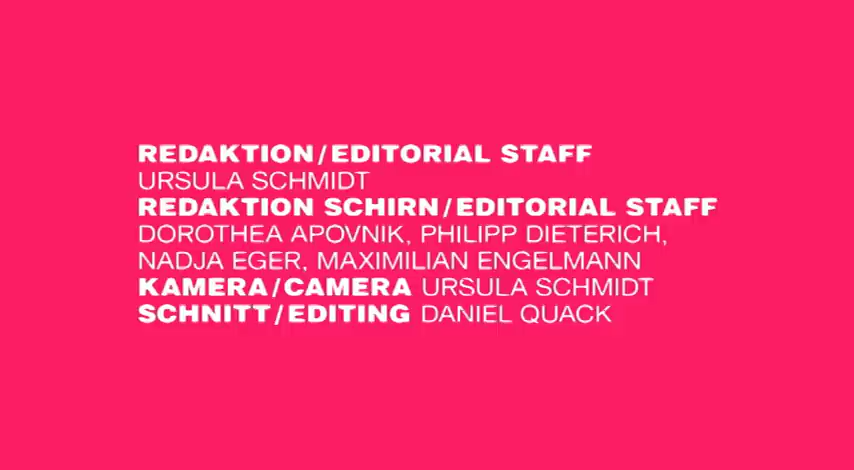 REDAKTION/EDITORIAL STAFF
URSULA SCHMIDT
REDAKTION SCHIRN/EDITORIAL STAFF
DOROTHEA APOVNIK, PHILIPP DIETERICH,
NADJA EGER, MAXIMILIAN ENGELMANN
KAMERA/CAMERA URSULA SCHMIDT
SCHNITT/EDITING DANIEL QUACK